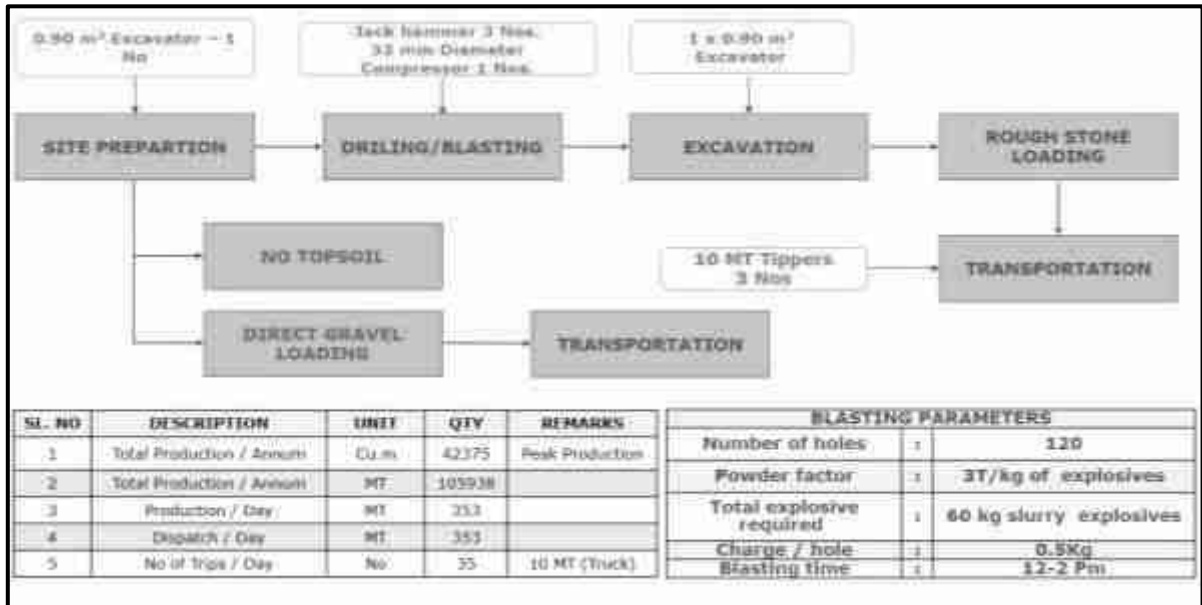 0.90 m³ Excavator – 1
No
Jack hammer 3 Nos.
33 mm Diameter
Compressor 1 Nos.
1 x 0.90 m³
Excavator
SITE PREPARTION
DRILING/BLASTING
EXCAVATION
ROUGH STONE
LOADING
NO TOPSOIL
10 MT Tippers
3 Nos
TRANSPORTATION
DIRECT GRAVEL
LOADING
TRANSPORTATION
SL. NO DESCRIPTION UNIT QTY REMARKS
1 Total Production / Annum Cu.m 42375 Peak Production
2 Total Production / Annum MT 105938
3 Production / Day MT 353
4 Dispatch / Day MT 353
5 No of Trips / Day No 35 10 MT (Truck)
BLASTING PARAMETERS
Number of holes : 120
Powder factor : 3T/kg of explosives
Total explosive
required : 60 kg slurry explosives
Charge / hole : 0.5Kg
Blasting time : 12-2 Pm